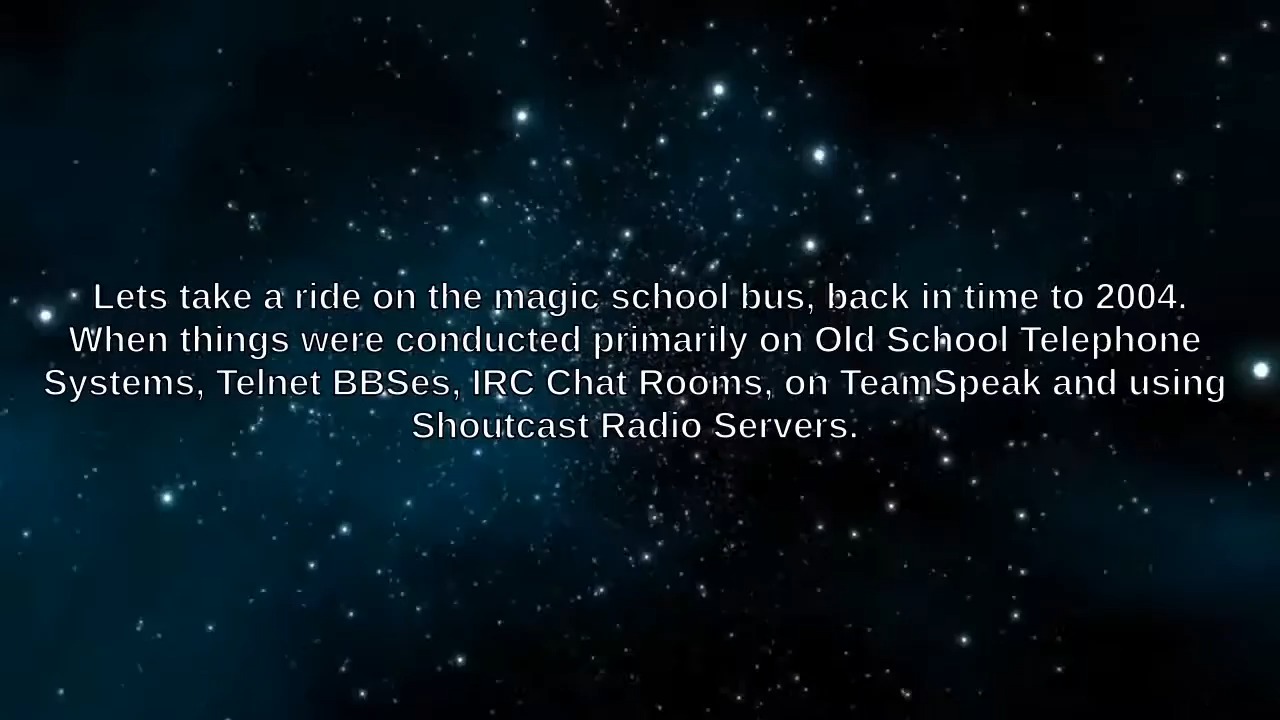 Lets take a ride on the magic school bus, back in time to 2004.
When things were conducted primarily on Old School Telephone
Systems, Telnet BBSes, IRC Chat Rooms, on TeamSpeak and using
Shoutcast Radio Servers.